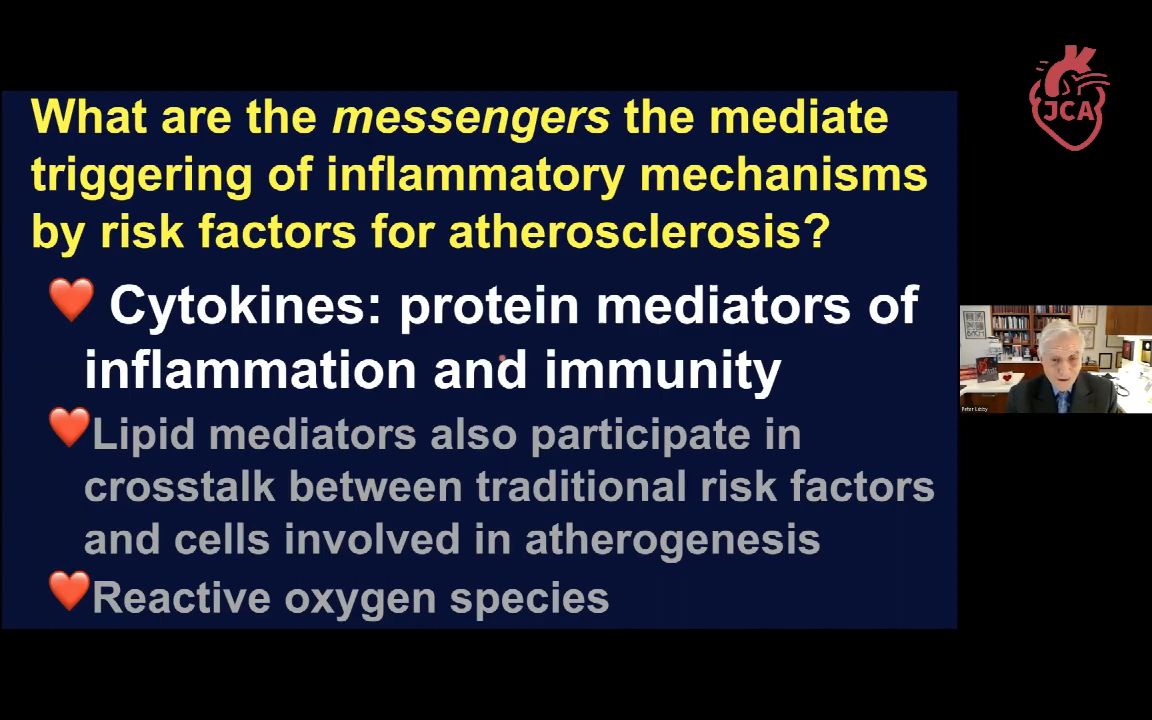 What are the messengers the mediate
triggering of inflammatory mechanisms
by risk factors for atherosclerosis?
❤️ Cytokines: protein mediators of
inflammation and immunity
❤️Lipid mediators also participate in
crosstalk between traditional risk factors
and cells involved in atherogenesis
❤️Reactive oxygen species
JCA
Peter Libby